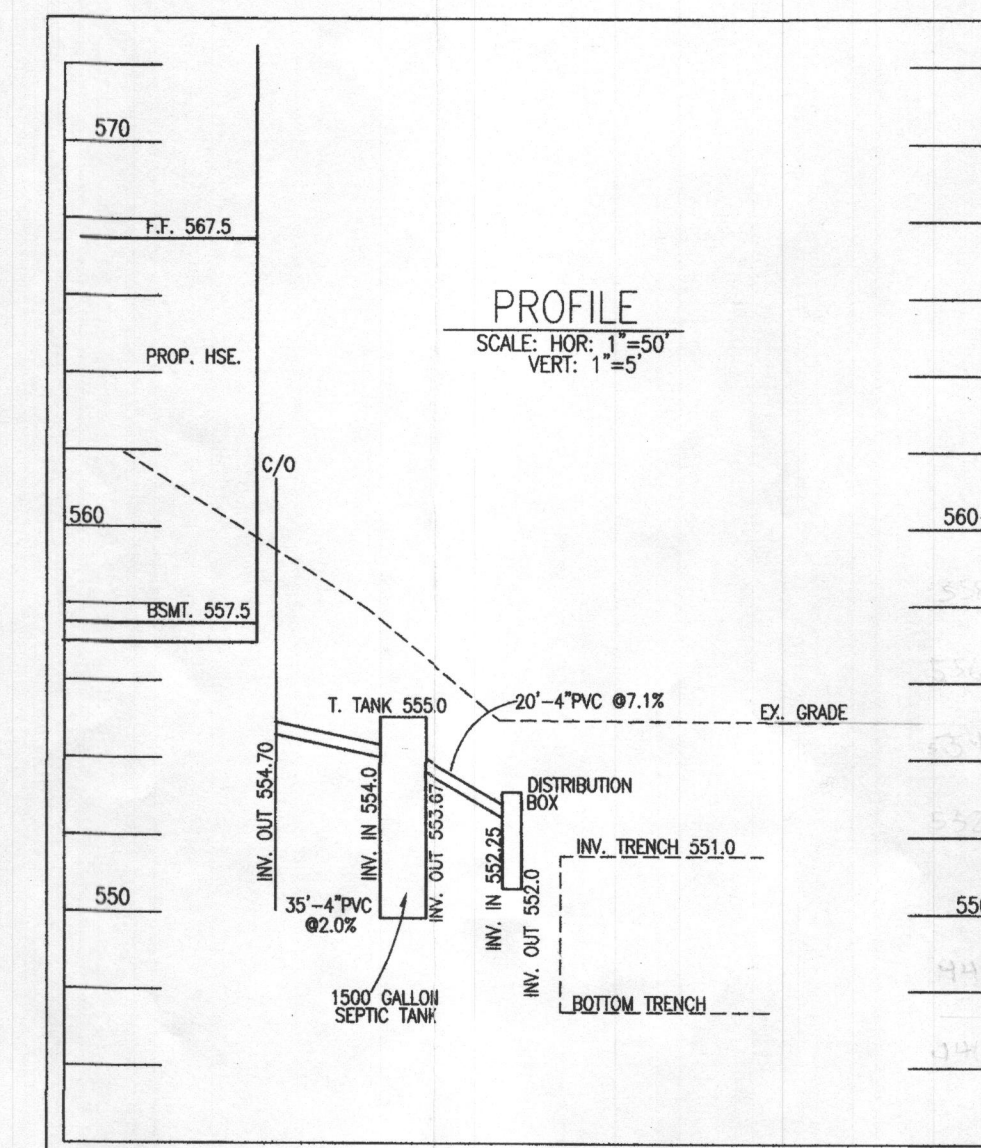 570
F.F. 567.5
PROFILE
SCALE: HOR: 1"=50'
VERT: 1"=5'
PROP. HSE.
C/O
560
560
BSMT. 557.5
T. TANK 555.0
20'-4"PVC @7.1%
EX. GRADE
INV. OUT 554.70
INV. IN 554.0
INV. OUT 553.67
DISTRIBUTION
BOX
INV. IN 552.25
INV. OUT 552.0
INV. TRENCH 551.0
550
35'-4"PVC
@2.0%
550
1500 GALLON
SEPTIC TANK
BOTTOM TRENCH